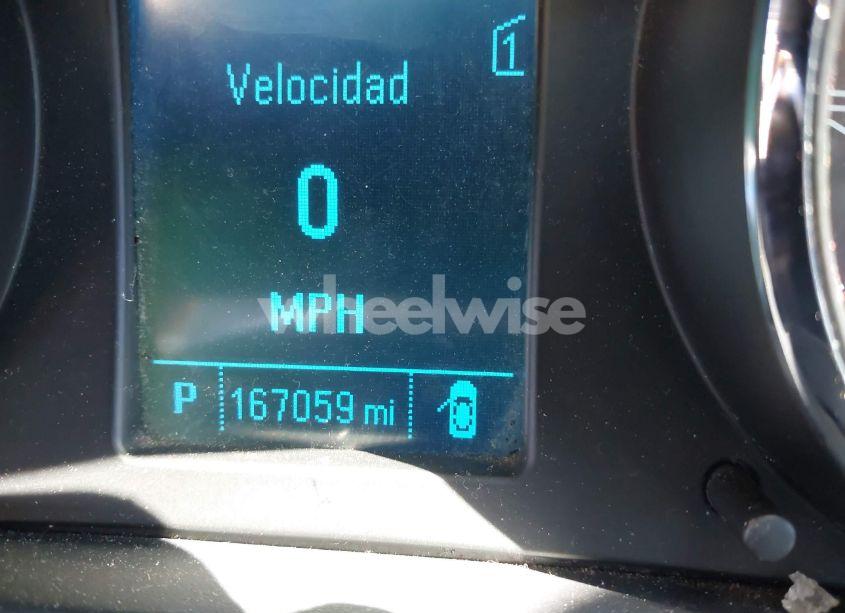 1
Velocidad
0
MPH
wheelwise
P 167059 mi